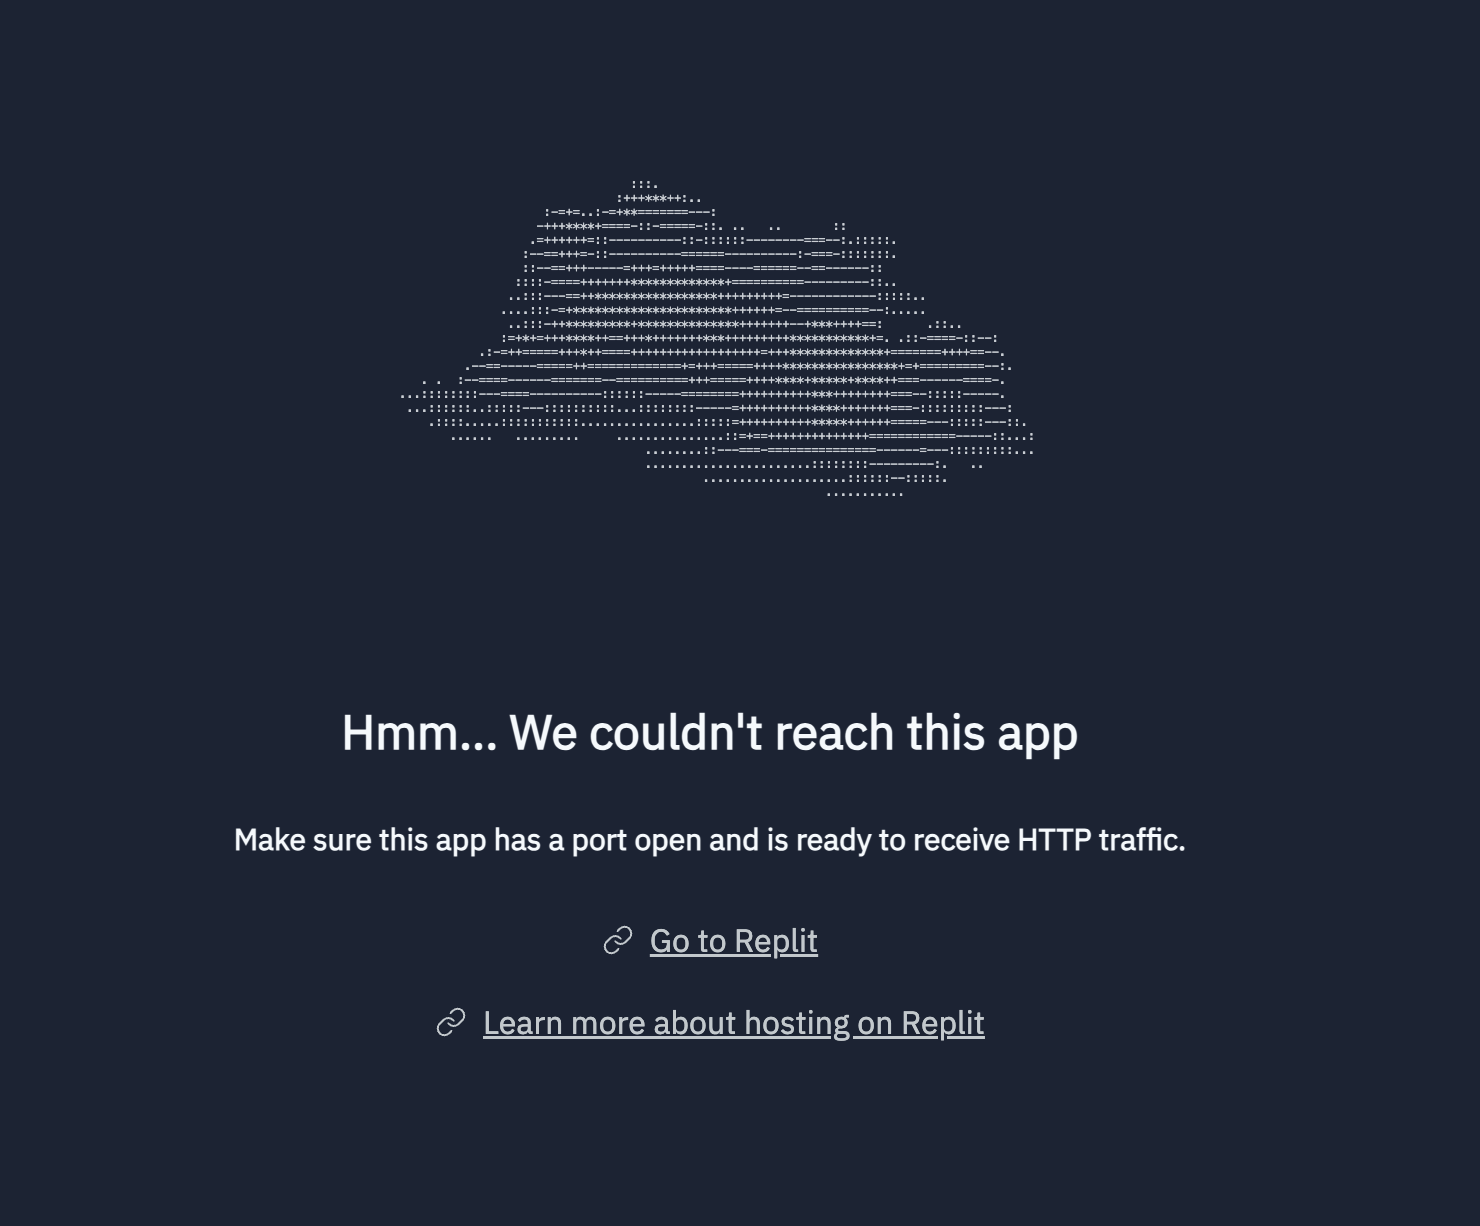 Hmm... We couldn't reach this app
Make sure this app has a port open and is ready to receive HTTP traffic.
Go to Replit
Learn more about hosting on Replit